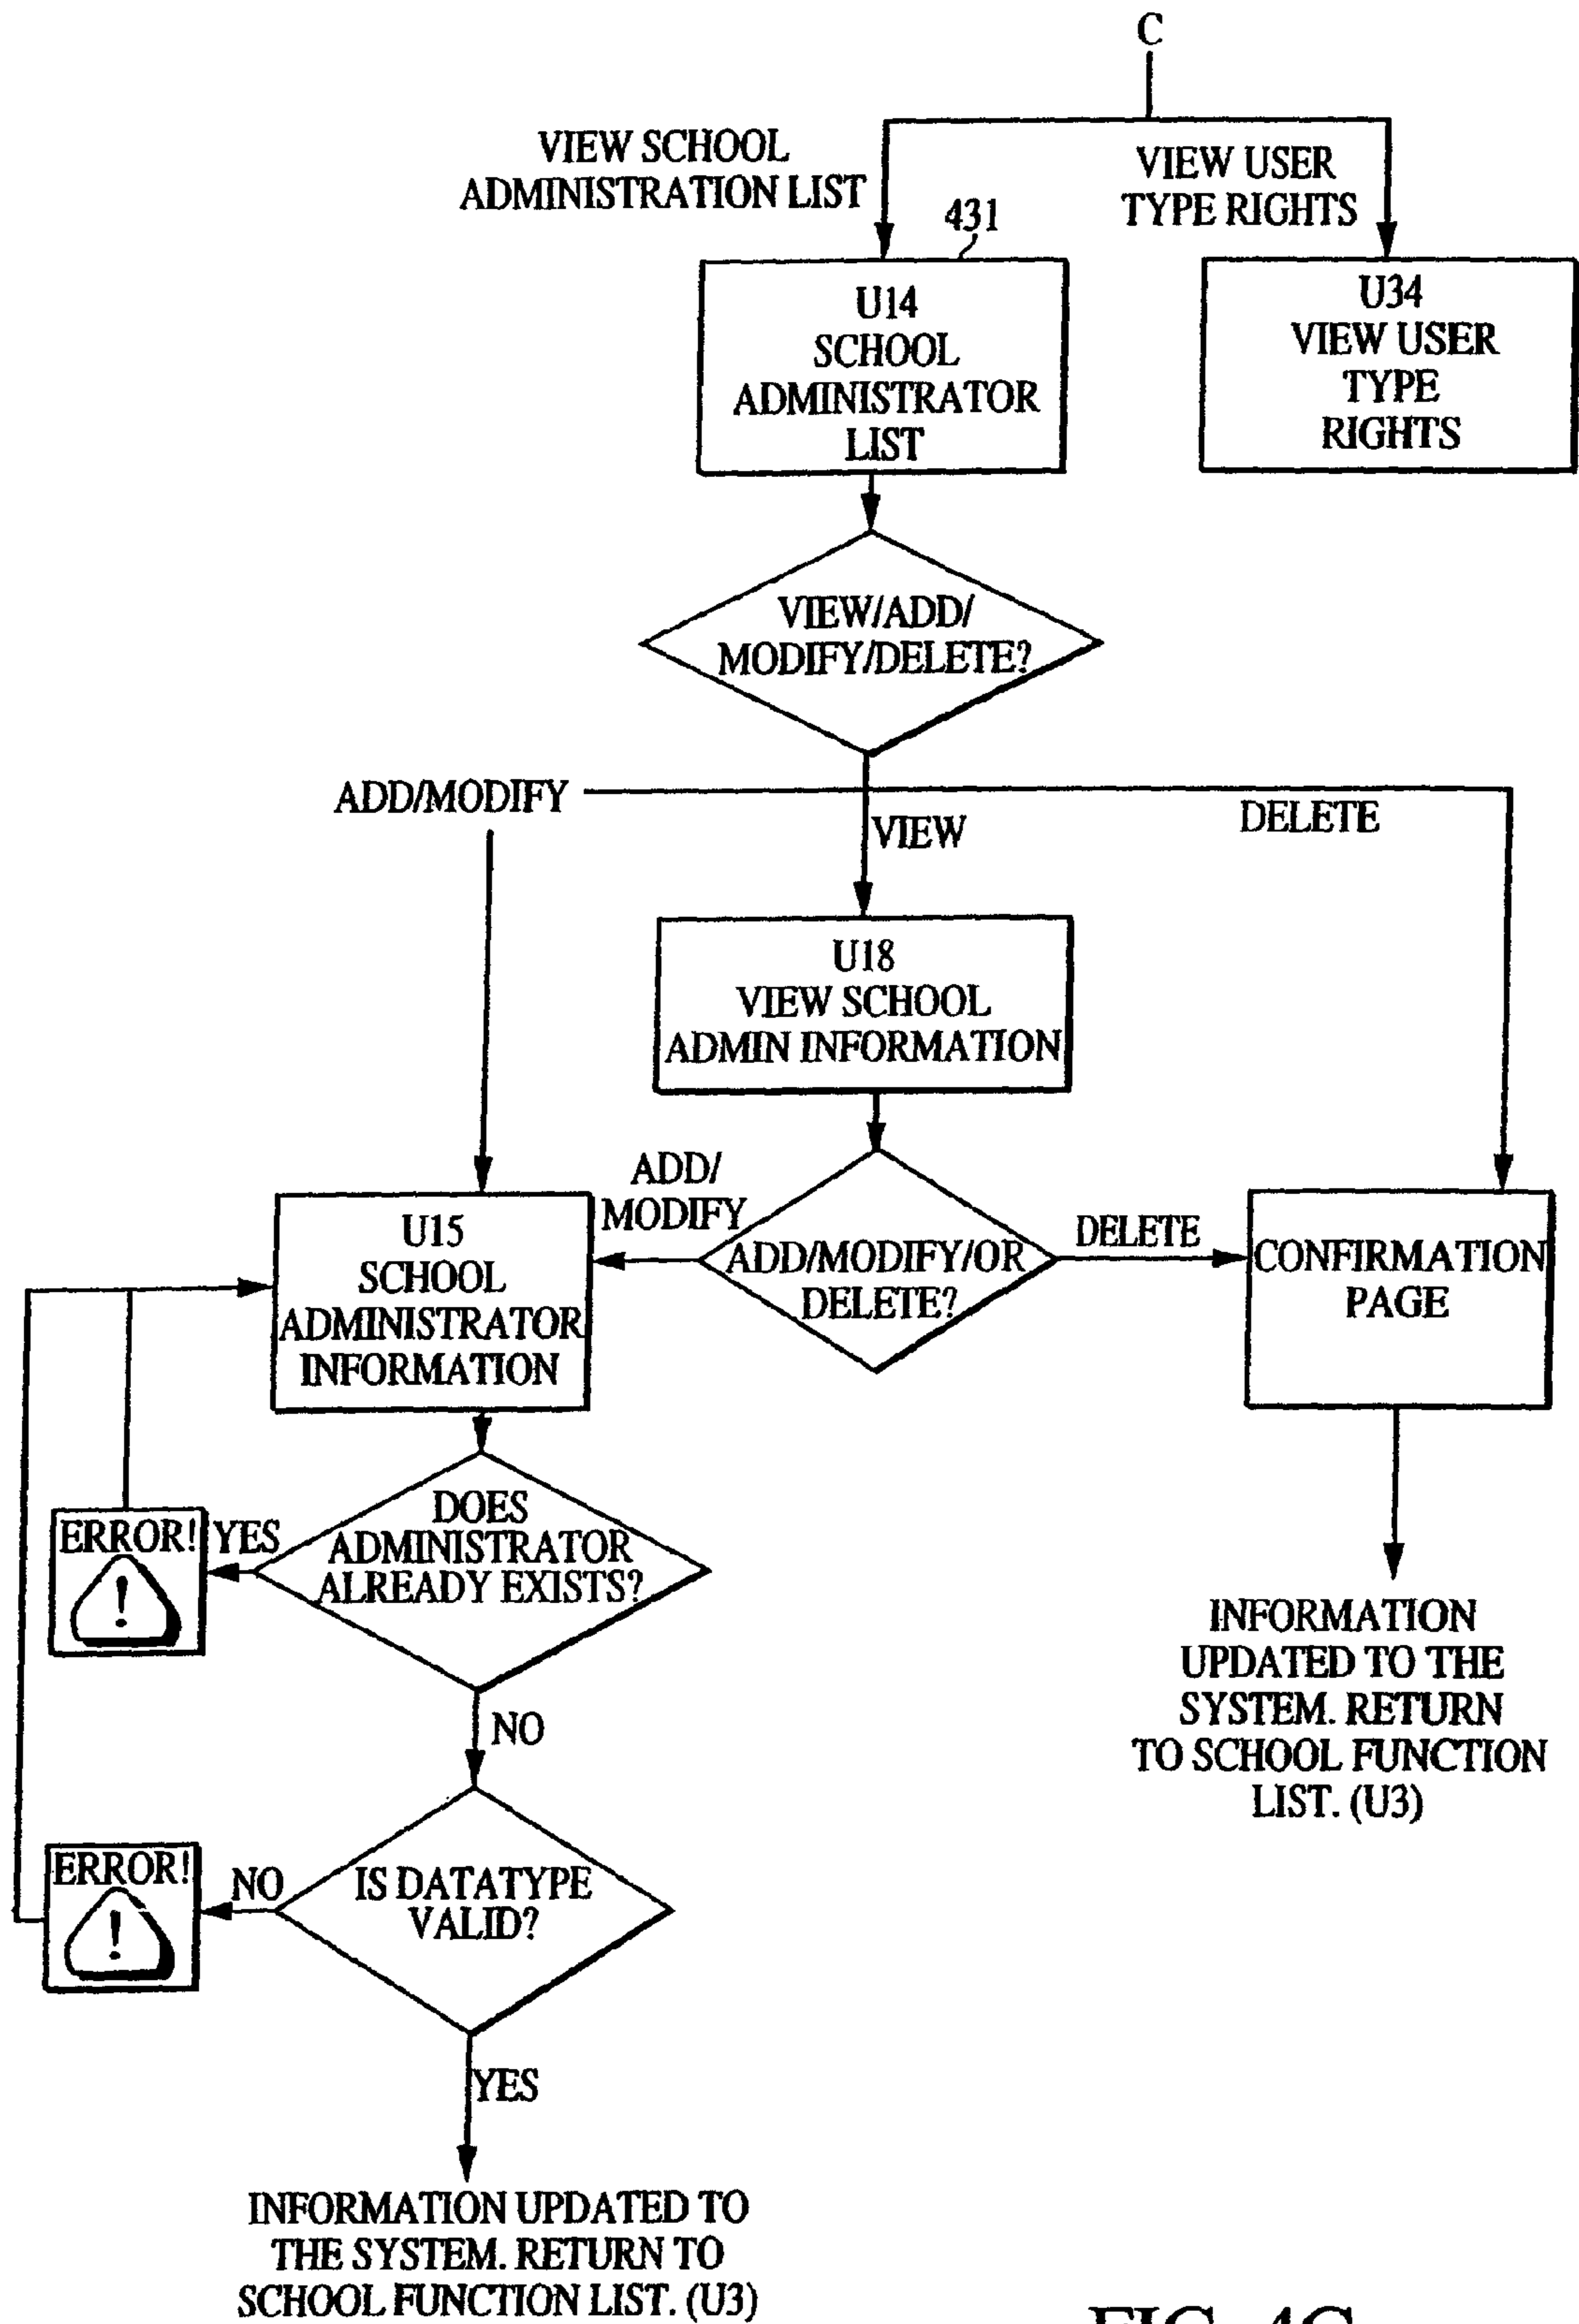 C
VIEW SCHOOL
ADMINISTRATION LIST
VIEW USER
TYPE RIGHTS
431
U14
SCHOOL
ADMINISTRATOR
LIST
U34
VIEW USER
TYPE
RIGHTS
VIEW/ADD/
MODIFY/DELETE?
ADD/MODIFY
VIEW
DELETE
U18
VIEW SCHOOL
ADMIN INFORMATION
ADD/
MODIFY
U15
SCHOOL
ADMINISTRATOR
INFORMATION
ADD/MODIFY/OR
DELETE?
DELETE
CONFIRMATION
PAGE
ERROR!
!
YES
DOES
ADMINISTRATOR
ALREADY EXISTS?
NO
INFORMATION
UPDATED TO THE
SYSTEM. RETURN
TO SCHOOL FUNCTION
LIST. (U3)
ERROR!
!
NO
IS DATATYPE
VALID?
YES
INFORMATION UPDATED TO
THE SYSTEM. RETURN TO
SCHOOL FUNCTION LIST. (U3)